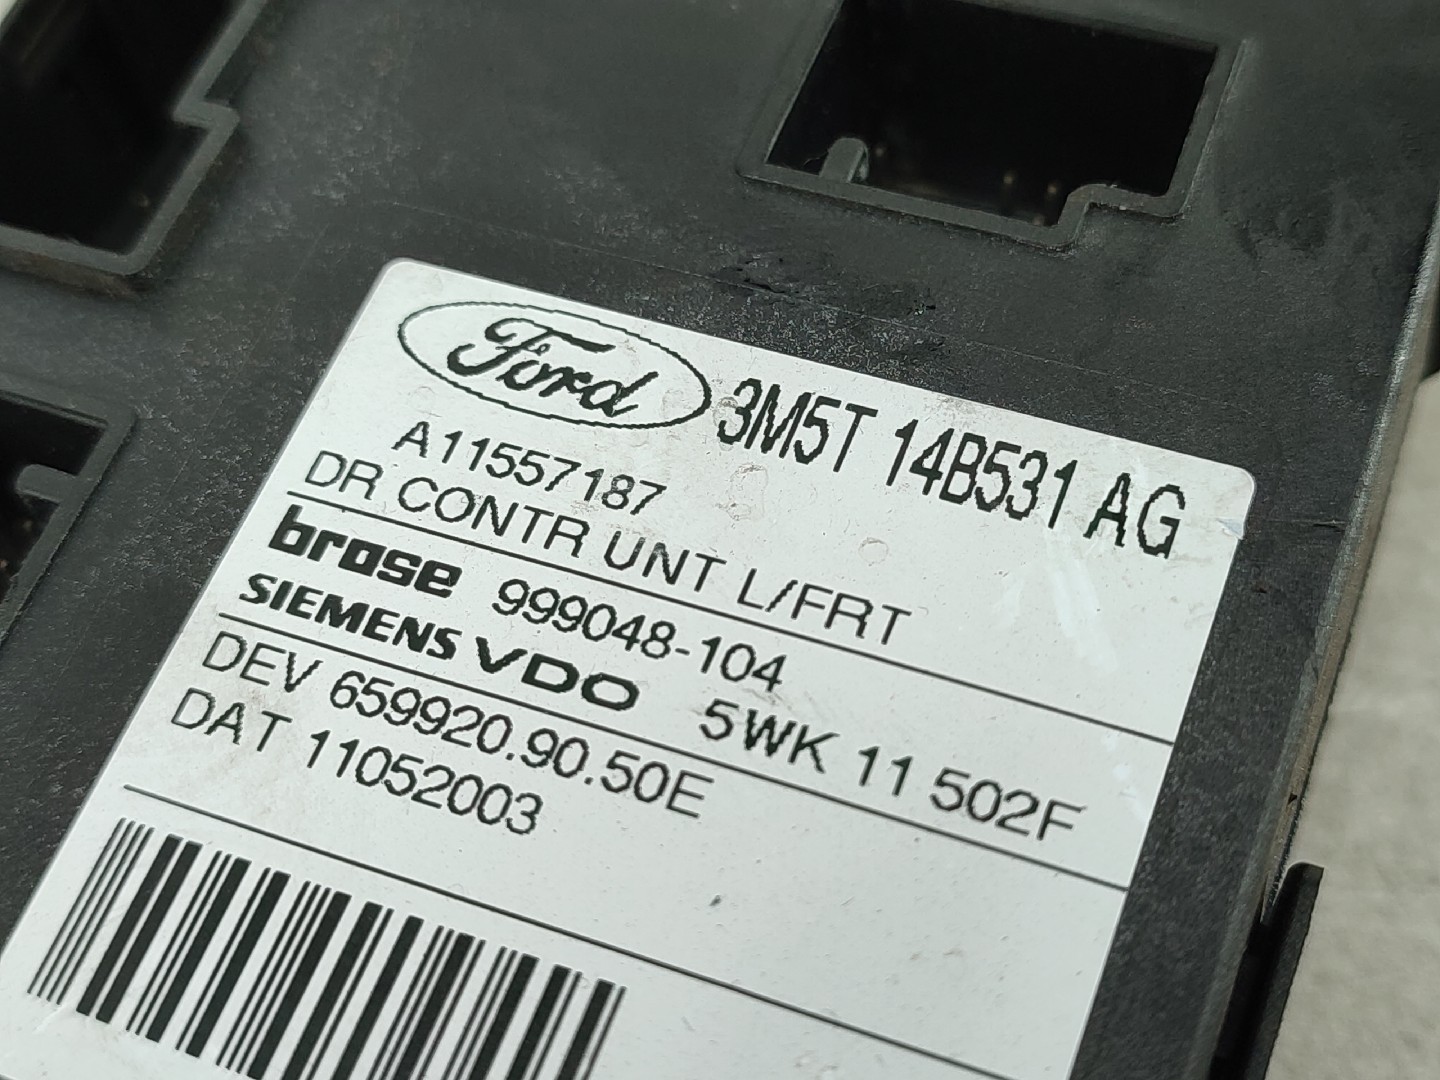 Ford 3M5T 14B531 AG
A11557187
DR CONTR UNT L/FRT
brose 999048-104
SIEMENS VDO 5WK 11 502F
DEV 659920.90.50E
DAT 11052003